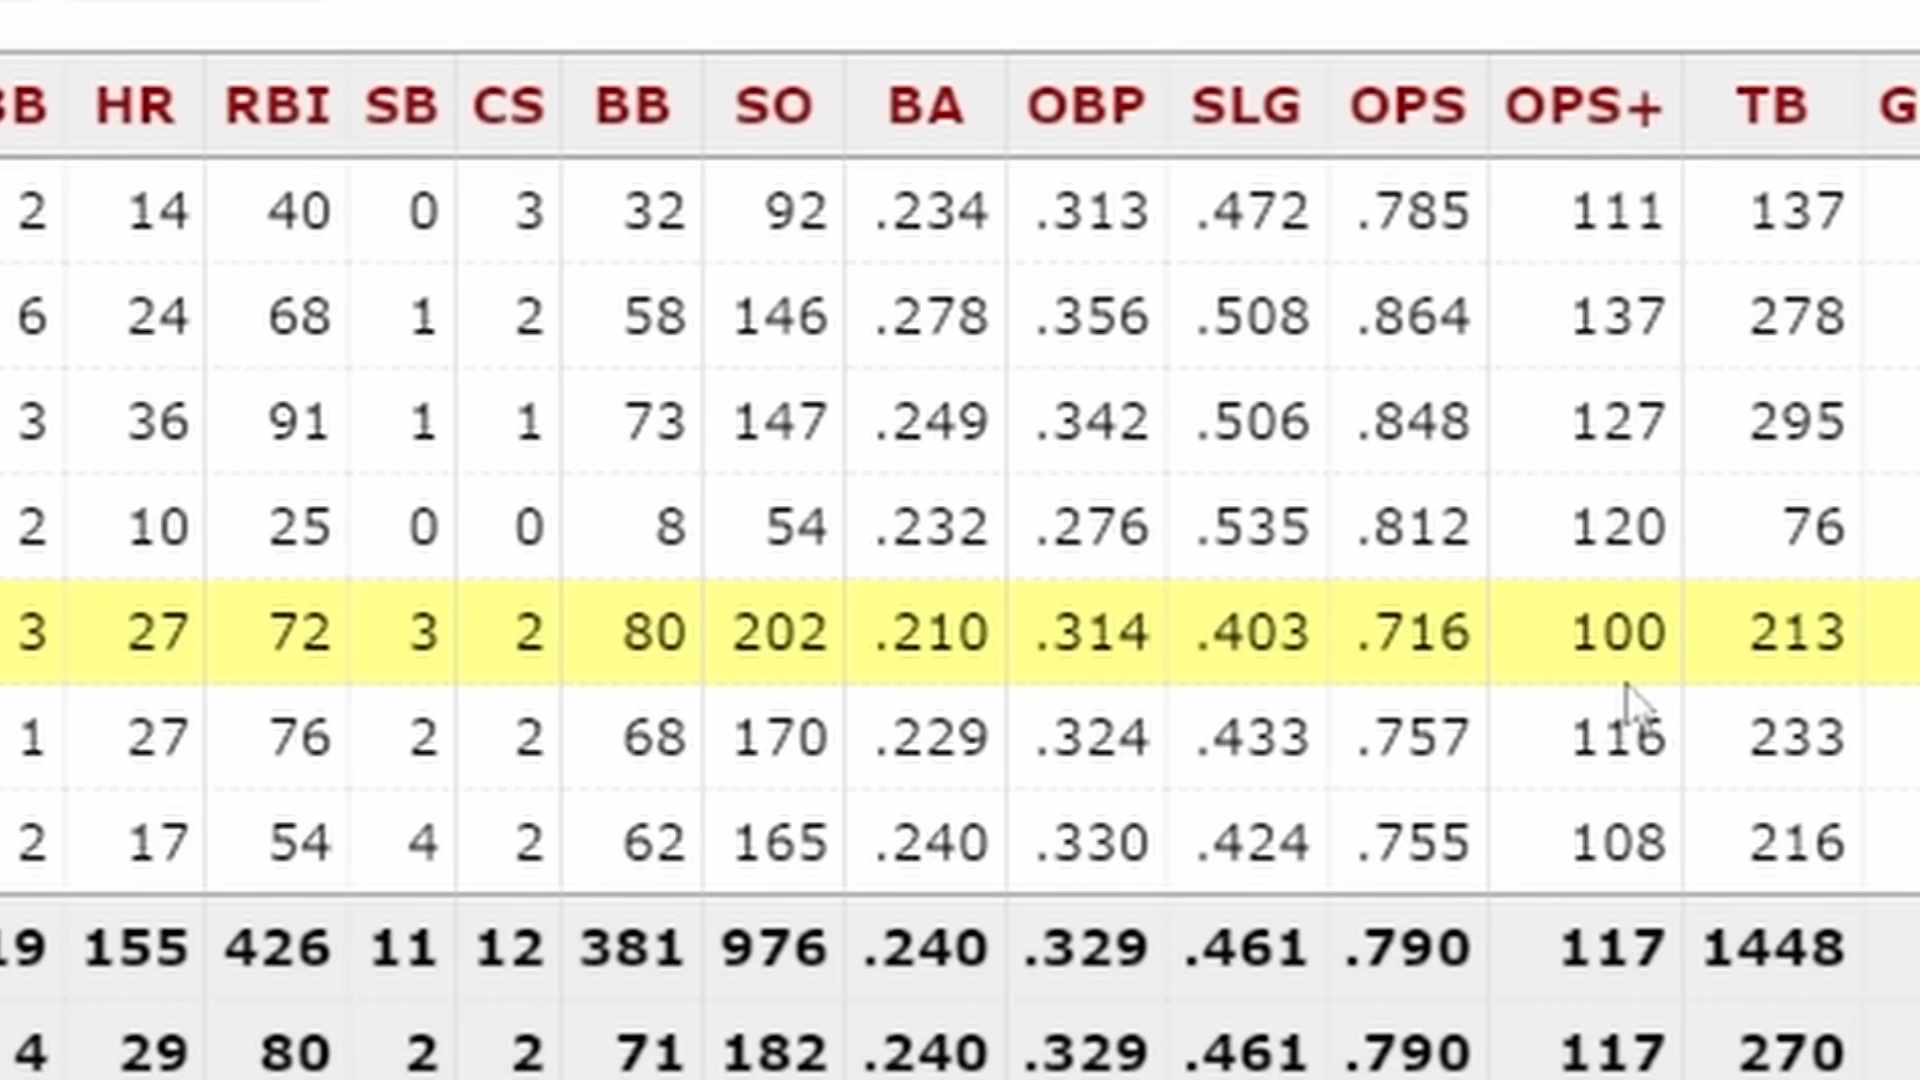 BB HR RBI SB CS BB SO BA OBP SLG OPS OPS+ TB G
2 14 40 0 3 32 92 .234 .313 .472 .785 111 137
6 24 68 1 2 58 146 .278 .356 .508 .864 137 278
3 36 91 1 1 73 147 .249 .342 .506 .848 127 295
2 10 25 0 0 8 54 .232 .276 .535 .812 120 76
3 27 72 3 2 80 202 .210 .314 .403 .716 100 213
1 27 76 2 2 68 170 .229 .324 .433 .757 116 233
2 17 54 4 2 62 165 .240 .330 .424 .755 108 216
19 155 426 11 12 381 976 .240 .329 .461 .790 117 1448
4 29 80 2 2 71 182 .240 .329 .461 .790 117 270